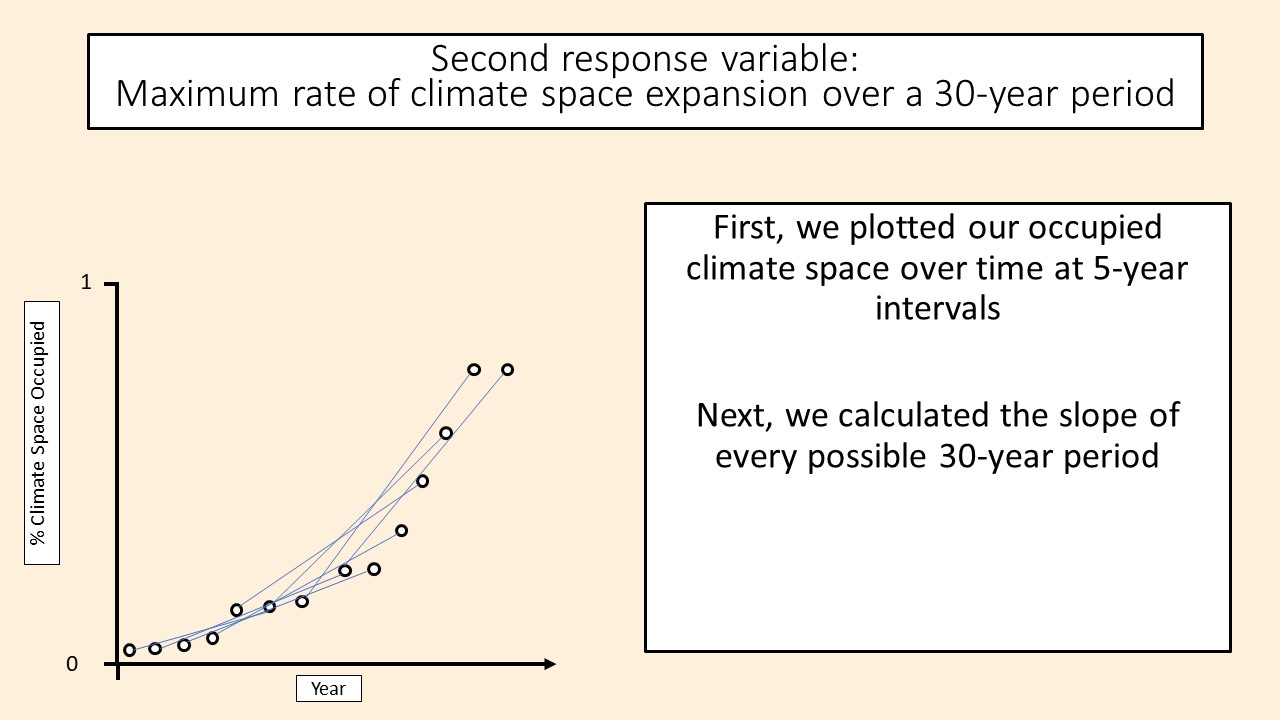 Second response variable:
Maximum rate of climate space expansion over a 30-year period
First, we plotted our occupied
climate space over time at 5-year
intervals
Next, we calculated the slope of
every possible 30-year period
1
% Climate Space Occupied
0
Year